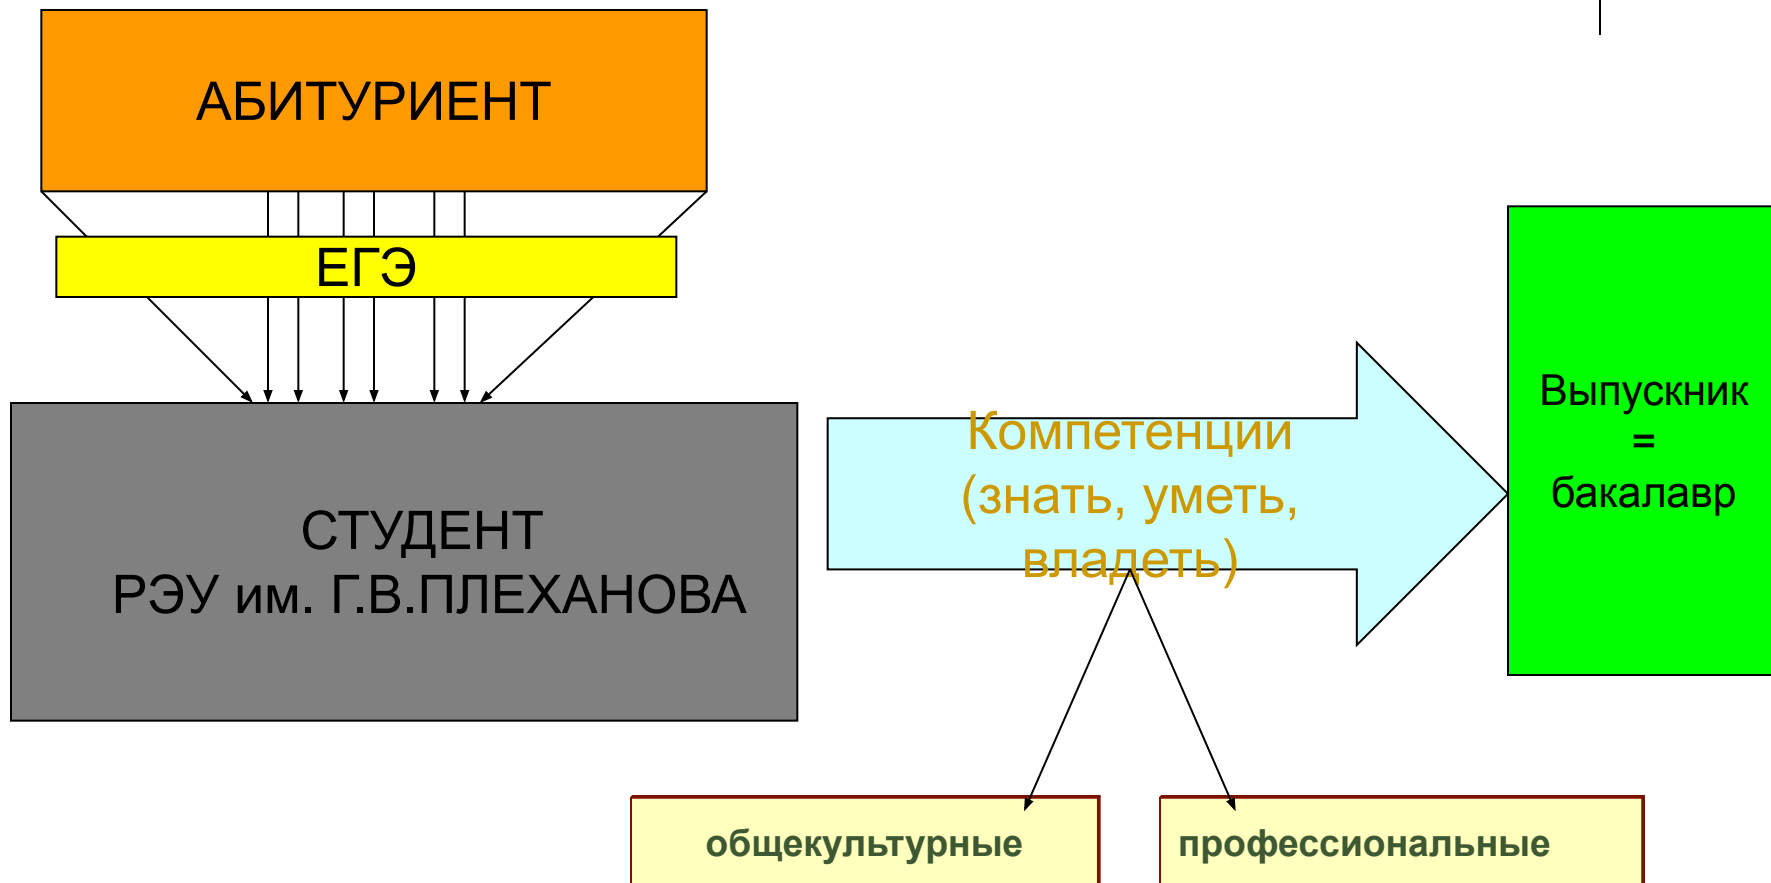 АБИТУРИЕНТ
ЕГЭ
СТУДЕНТ
РЭУ им. Г.В.ПЛЕХАНОВА
Компетенции
(знать, уметь,
владеть)
Выпускник
=
бакалавр
общекультурные
профессиональные